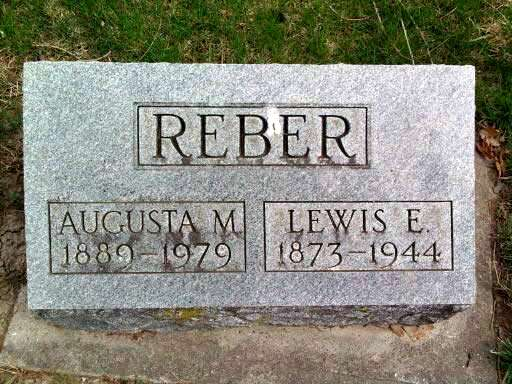 REBER
AUGUSTA M.
1889-1979
LEWIS E.
1873-1944